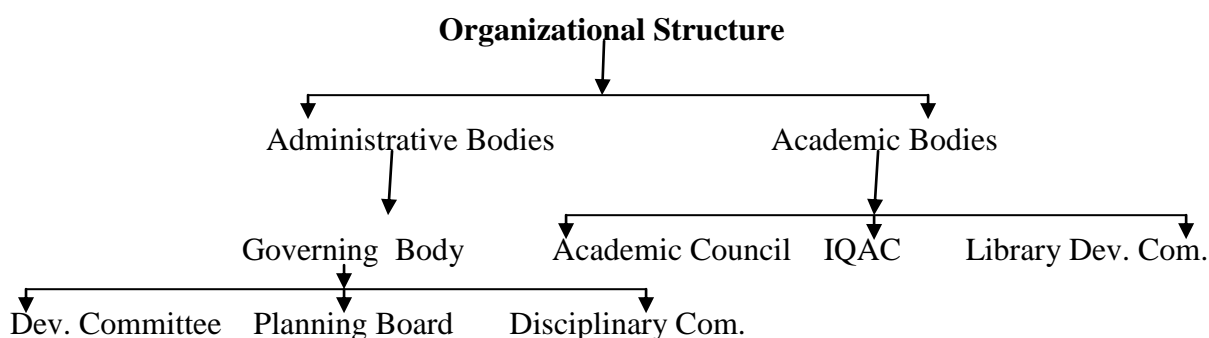 Organizational Structure
Administrative Bodies Academic Bodies
Governing Body Academic Council IQAC Library Dev. Com.
Dev. Committee Planning Board Disciplinary Com.